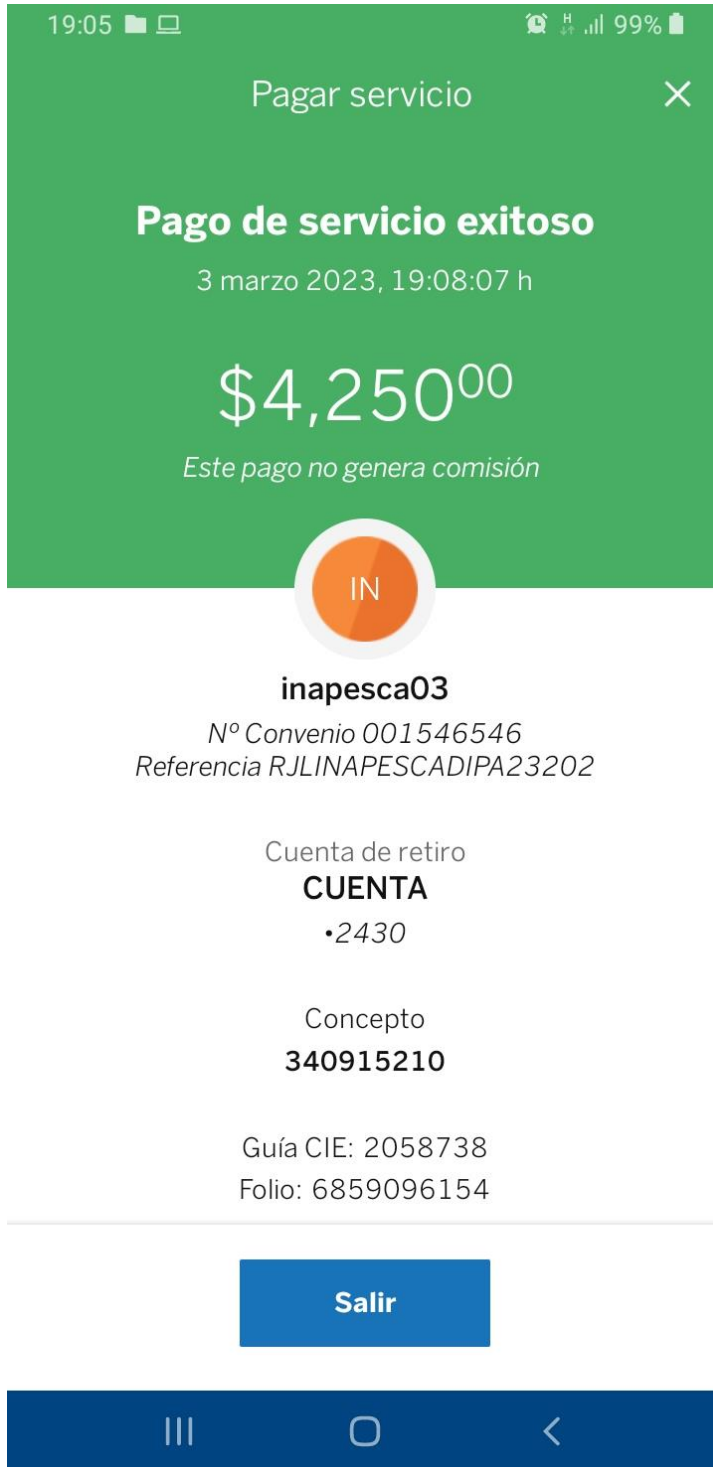 19:05 H 99%
Pagar servicio
Pago de servicio exitoso
3 marzo 2023, 19:08:07 h
$4,250⁰⁰
Este pago no genera comisión
IN
inapesca03
Nº Convenio 001546546
Referencia RJLINAPESCADIPA23202
Cuenta de retiro
CUENTA
•2430
Concepto
340915210
Guía CIE: 2058738
Folio: 6859096154
Salir